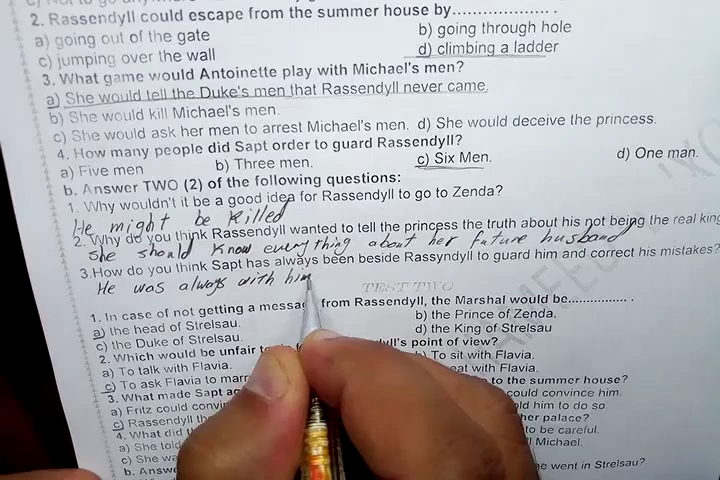 2. Rassendyll could escape from the summer house by.................... .
a) going out of the gate b) going through hole
c) jumping over the wall d) climbing a ladder
3. What game would Antoinette play with Michael's men?
a) She would tell the Duke's men that Rassendyll never came.
b) She would kill Michael's men.
c) She would ask her men to arrest Michael's men. d) She would deceive the princess.
4. How many people did Sapt order to guard Rassendyll?
a) Five men b) Three men. c) Six Men. d) One man.
b. Answer TWO (2) of the following questions:
1. Why wouldn't it be a good idea for Rassendyll to go to Zenda?
He might be killed
2. Why do you think Rassendyll wanted to tell the princess the truth about his not being the real king
she should know everything about her future husband
3.How do you think Sapt has always been beside Rassyndyll to guard him and correct his mistakes?
He was always with him
TEST TWO
1. In case of not getting a messag from Rassendyll, the Marshal would be................ .
a) the head of Strelsau. b) the Prince of Zenda.
c) the Duke of Strelsau. d) the King of Strelsau
2. Which would be unfair point of view?
a) To talk with Flavia. b) To sit with Flavia.
c) To ask Flavia to marr eat with Flavia.
3. What made Sapt to the summer house?
a) Fritz could could convince him.
c) Rassendyll told him to do so.
4. What did her palace?
a) She told to be careful.
c) She Michael.
b. went in Strelsau?